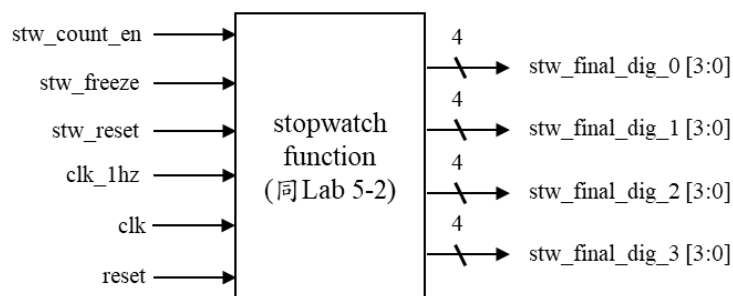 stw_count_en
stw_freeze
stw_reset
clk_1hz
clk
reset
stopwatch
function
(同Lab 5-2)
4
stw_final_dig_0 [3:0]
4
stw_final_dig_1 [3:0]
4
stw_final_dig_2 [3:0]
4
stw_final_dig_3 [3:0]